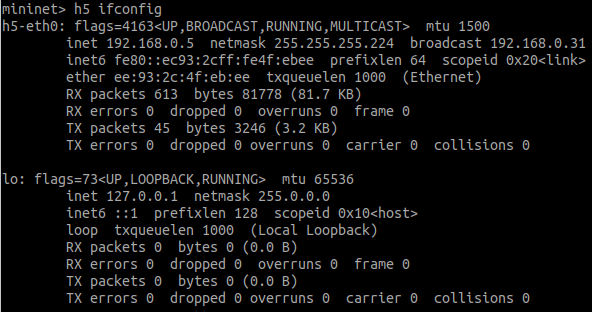 mininet> h5 ifconfig
h5-eth0: flags=4163<UP,BROADCAST,RUNNING,MULTICAST>  mtu 1500
        inet 192.168.0.5  netmask 255.255.255.224  broadcast 192.168.0.31
        inet6 fe80::ec93:2cff:fe4f:ebee  prefixlen 64  scopeid 0x20<link>
        ether ee:93:2c:4f:eb:ee  txqueuelen 1000  (Ethernet)
        RX packets 613  bytes 81778 (81.7 KB)
        RX errors 0  dropped 0  overruns 0  frame 0
        TX packets 45  bytes 3246 (3.2 KB)
        TX errors 0  dropped 0 overruns 0  carrier 0  collisions 0

lo: flags=73<UP,LOOPBACK,RUNNING>  mtu 65536
        inet 127.0.0.1  netmask 255.0.0.0
        inet6 ::1  prefixlen 128  scopeid 0x10<host>
        loop  txqueuelen 1000  (Local Loopback)
        RX packets 0  bytes 0 (0.0 B)
        RX errors 0  dropped 0  overruns 0  frame 0
        TX packets 0  bytes 0 (0.0 B)
        TX errors 0  dropped 0 overruns 0  carrier 0  collisions 0